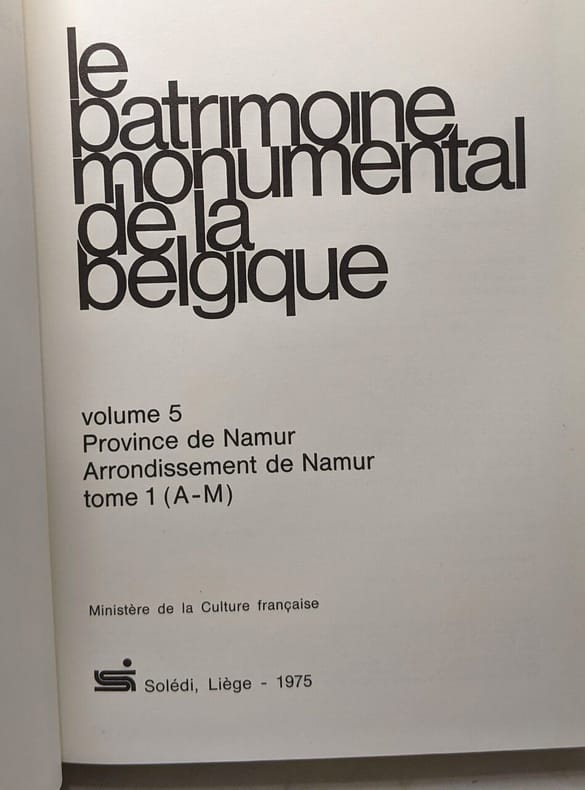 le
patrimoine
monumental
de la
belgique
volume 5
Province de Namur
Arrondissement de Namur
tome 1 (A-M)
Ministère de la Culture française
Solédi, Liège - 1975